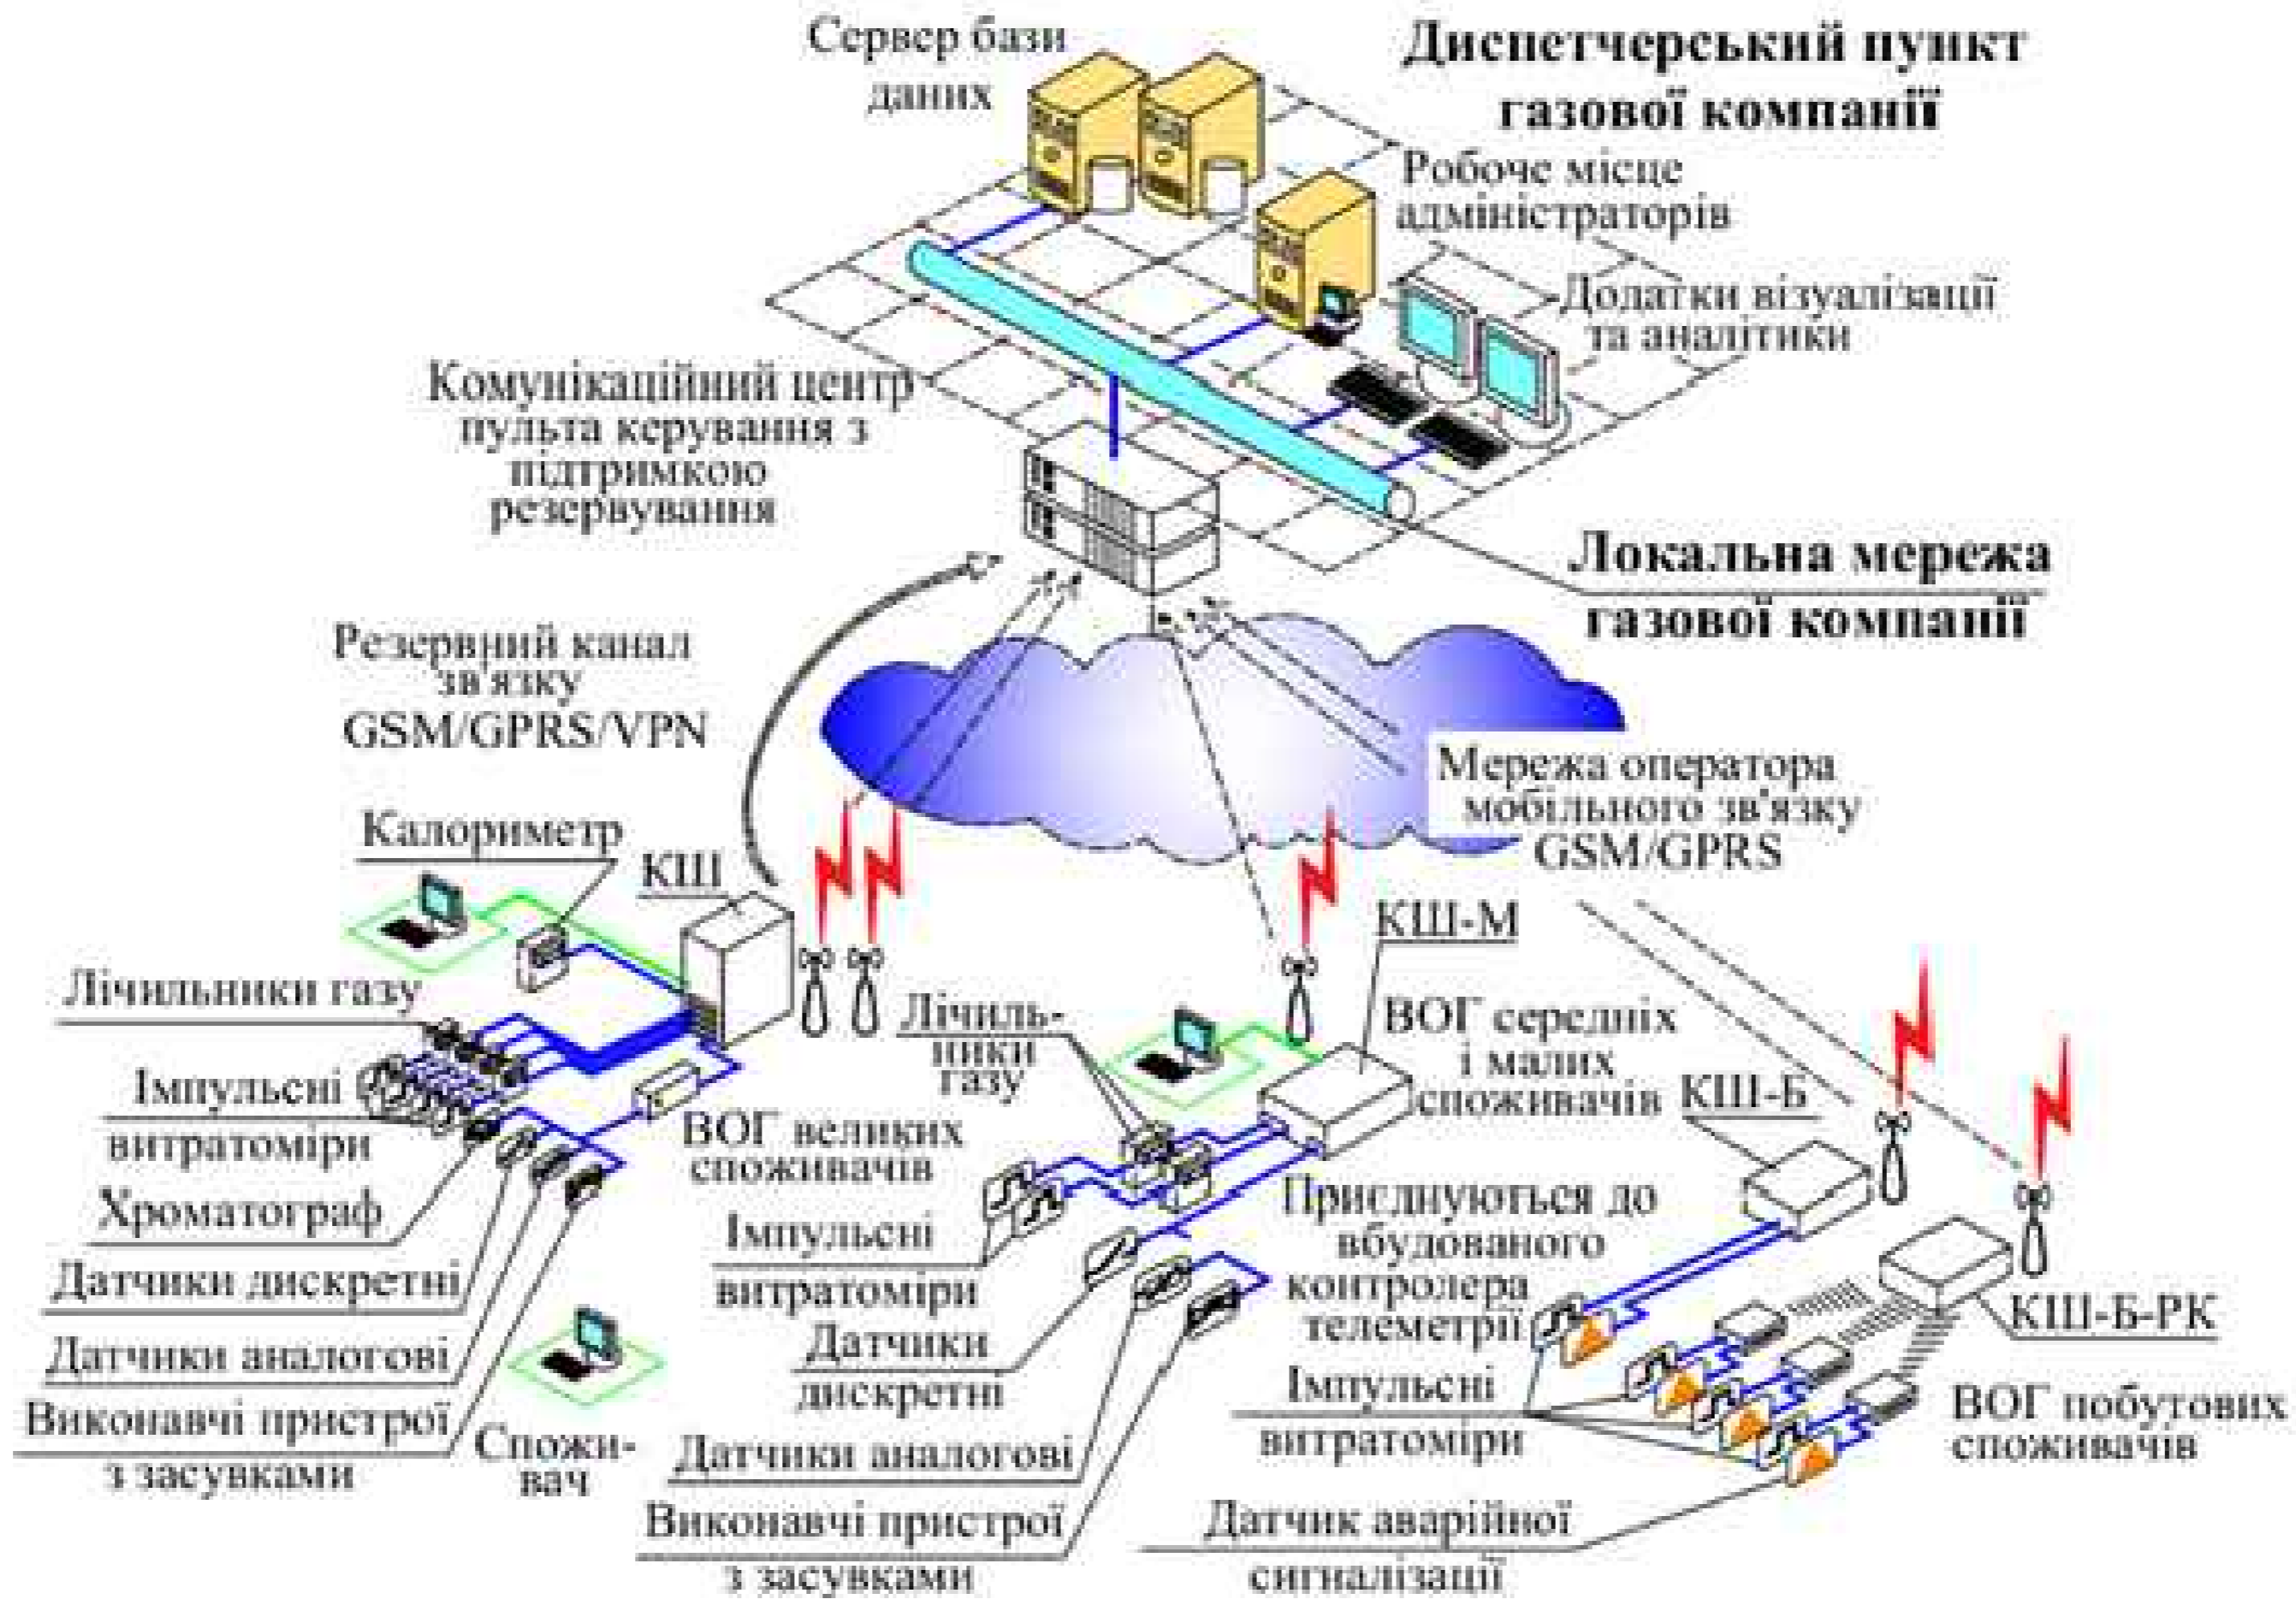 Сервер бази
даних
Диспетчерський пункт
газової компанії
Робоче місце
адміністраторів
Додатки візуалізації
та аналітики
Комунікаційний центр
пульта керування з
підтримкою
резервування
Локальна мережа
газової компанії
Резервний канал
зв'язку
GSM/GPRS/VPN
Мережа оператора
мобільного зв'язку
GSM/GPRS
Калориметр
КШ
КШ-М
Лічильники газу
Лічиль-
ники
газу
ВОГ середніх
і малих
споживачів
КШ-Б
Імпульсні
витратоміри
ВОГ великих
споживачів
Хроматограф
Датчики дискретні
Датчики аналогові
Виконавчі пристрої
з засувками
Спожи-
вач
Імпульсні
витратоміри
Датчики
дискретні
Датчики аналогові
Виконавчі пристрої
з засувками
Приєднуються до
вбудованого
контролера
телеметрії
КШ-Б-РК
Імпульсні
витратоміри
ВОГ побутових
споживачів
Датчик аварійної
сигналізації